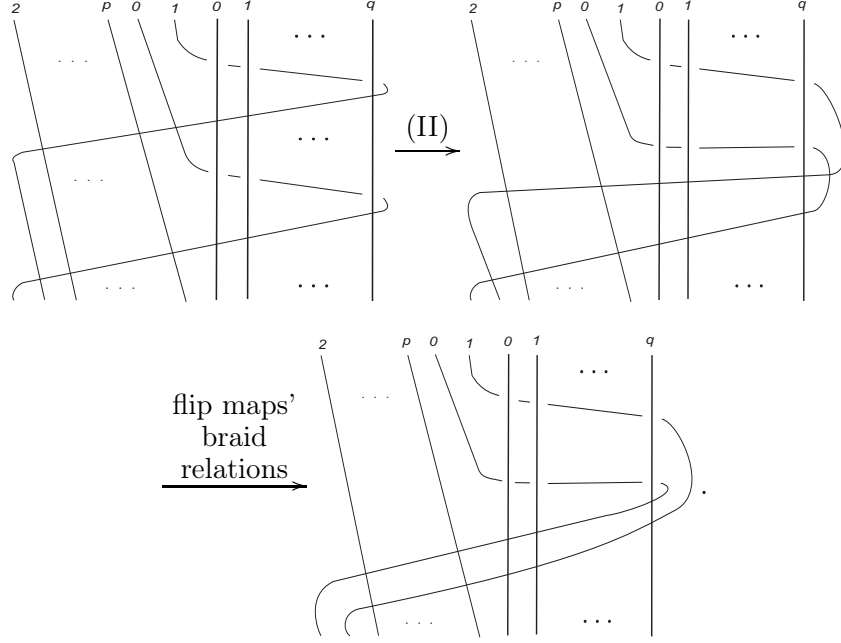 2 p 0 1 0 1 q
. . .
. . .
. . .
. . .
. . .
. . .
(II)
2 p 0 1 0 1 q
. . .
. . .
. . .
. . .
flip maps'
braid
relations
2 p 0 1 0 1 q
. . .
. . .
. . .
. . .
.